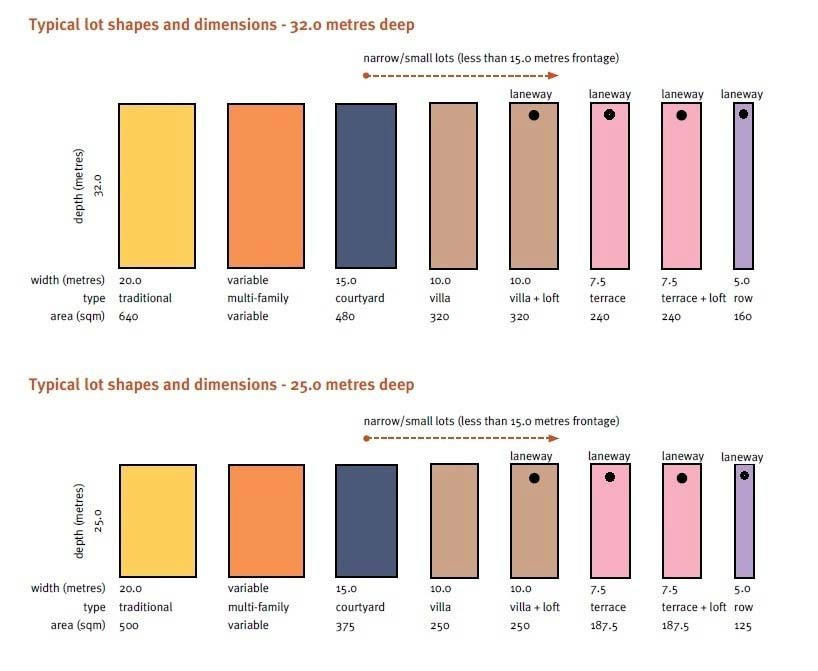 Typical lot shapes and dimensions - 32.0 metres deep
narrow/small lots (less than 15.0 metres frontage)
laneway laneway laneway laneway
depth (metres)
32.0
width (metres) 20.0 variable 15.0 10.0 10.0 7.5 7.5 5.0
type traditional multi-family courtyard villa villa + loft terrace terrace + loft row
area (sqm) 640 variable 480 320 320 240 240 160
Typical lot shapes and dimensions - 25.0 metres deep
narrow/small lots (less than 15.0 metres frontage)
laneway laneway laneway laneway
depth (metres)
25.0
width (metres) 20.0 variable 15.0 10.0 10.0 7.5 7.5 5.0
type traditional multi-family courtyard villa villa + loft terrace terrace + loft row
area (sqm) 500 variable 375 250 250 187.5 187.5 125